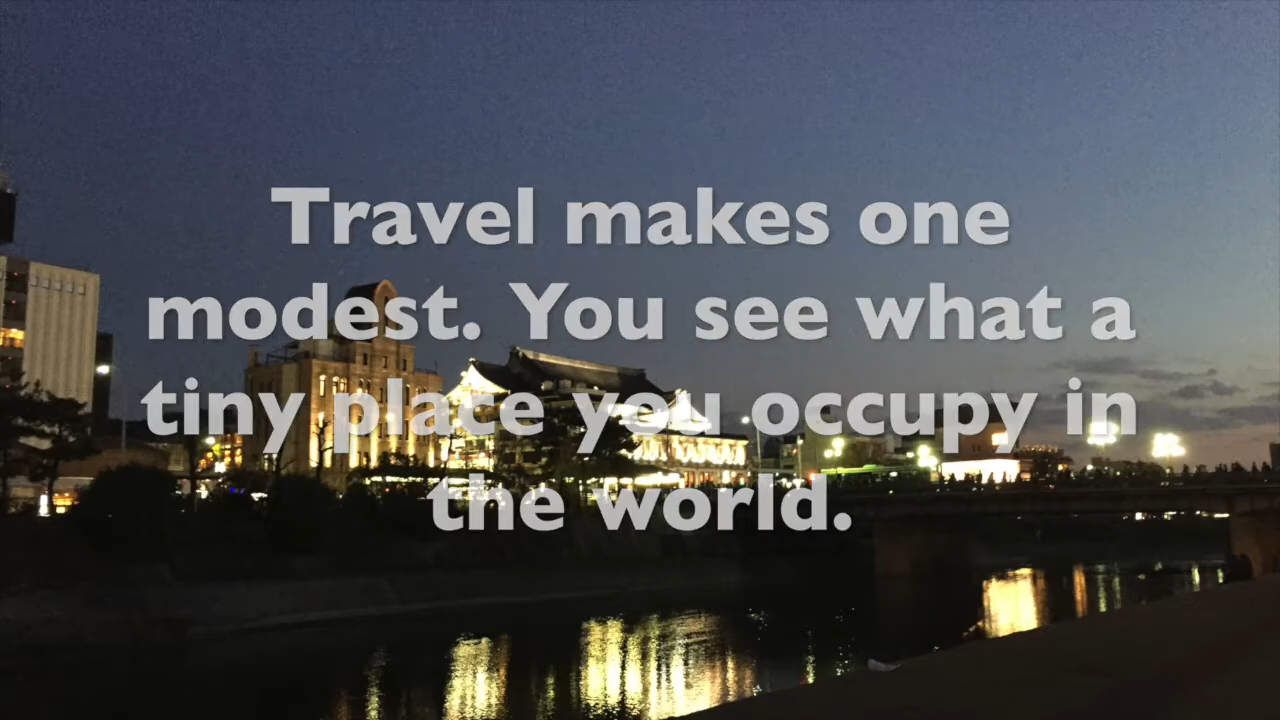 Travel makes one
modest. You see what a
tiny place you occupy in
the world.